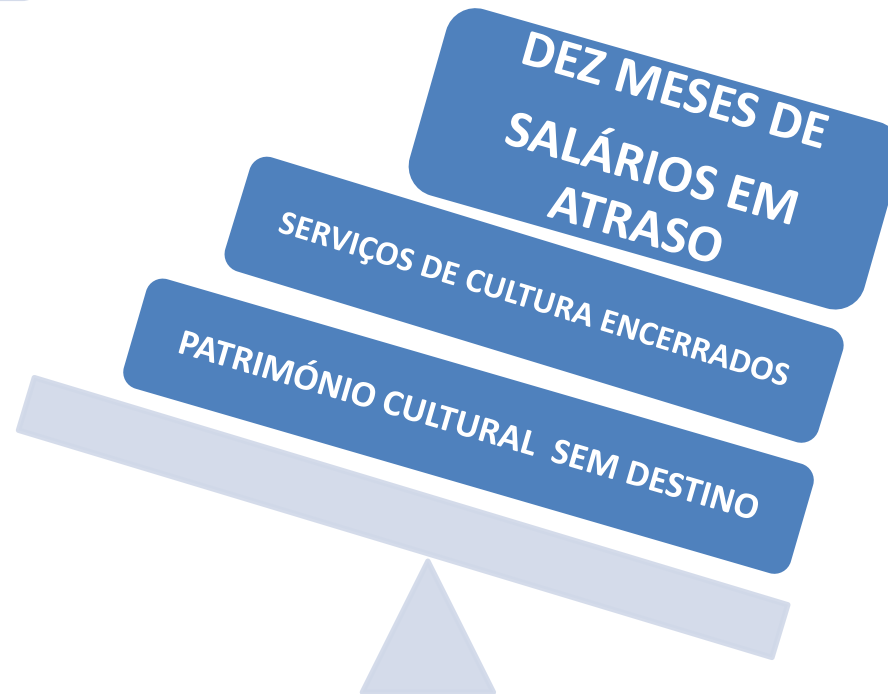 DEZ MESES DE
SALÁRIOS EM
ATRASO
SERVIÇOS DE CULTURA ENCERRADOS
PATRIMÓNIO CULTURAL SEM DESTINO